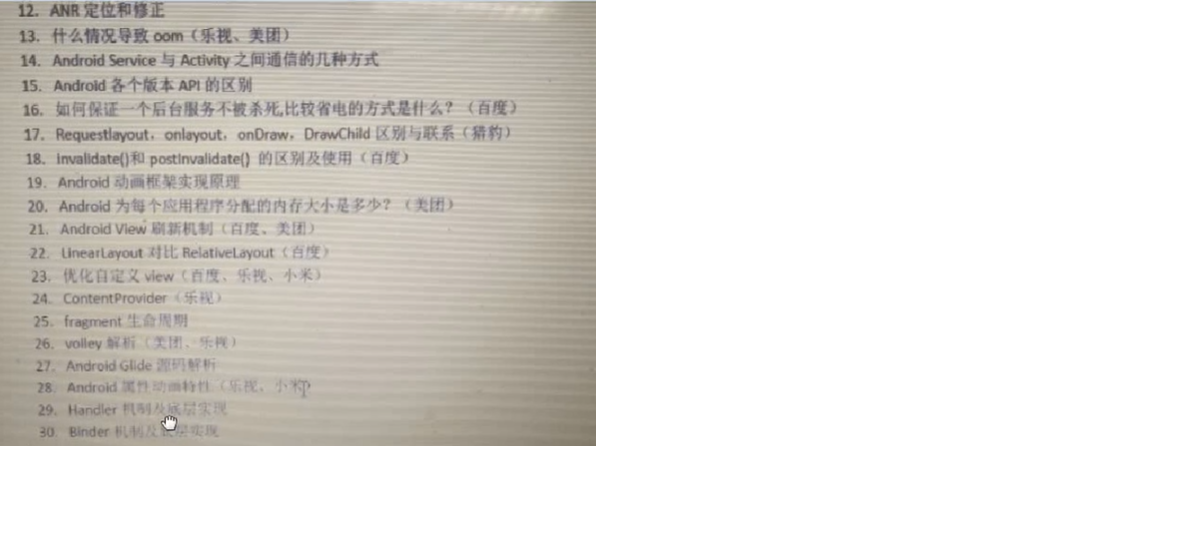 12. ANR 定位和修正
13. 什么情况导致 oom（乐视、美团）
14. Android Service 与 Activity 之间通信的几种方式
15. Android 各个版本 API 的区别
16. 如何保证一个后台服务不被杀死,比较省电的方式是什么？（百度）
17. Requestlayout，onlayout，onDraw，DrawChild 区别与联系（猎豹）
18. invalidate()和 postInvalidate() 的区别及使用（百度）
19. Android 动画框架实现原理
20. Android 为每个应用程序分配的内存大小是多少？（美团）
21. Android View 刷新机制（百度、美团）
22. LinearLayout 对比 RelativeLayout（百度）
23. 优化自定义 view（百度、乐视、小米）
24. ContentProvider（乐视）
25. fragment 生命周期
26. volley 解析（美团、乐视）
27. Android Glide 源码解析
28. Android 属性动画特性（乐视、小米）
29. Handler 机制及底层实现
30. Binder 机制及底层实现